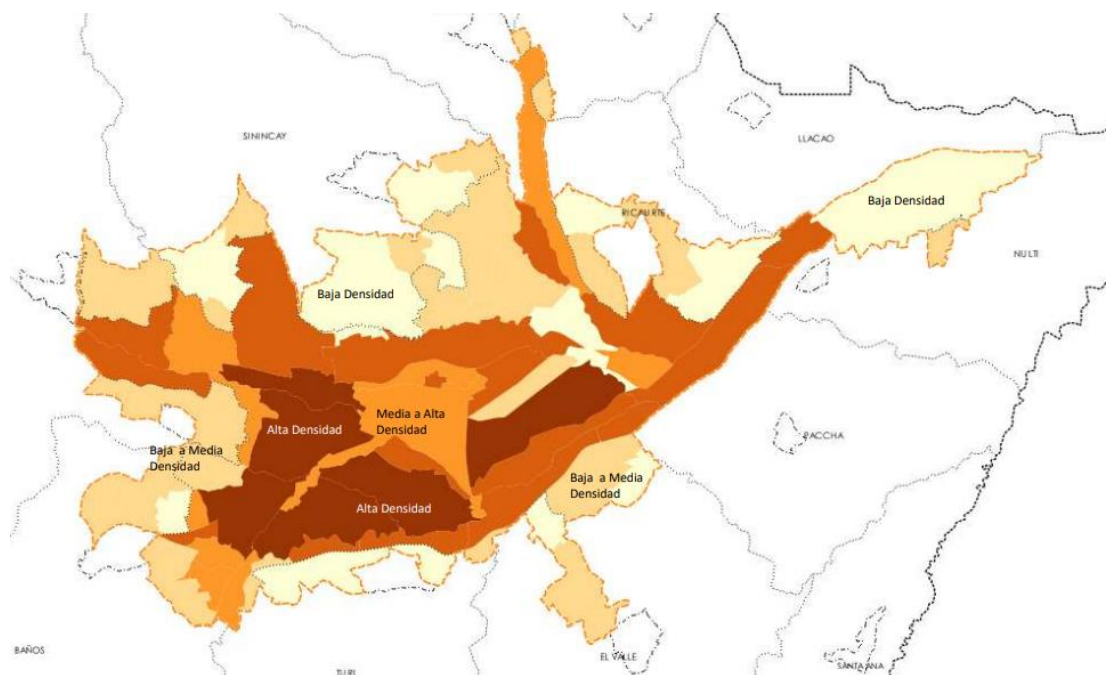 SININCAY
LLACAO
Baja Densidad
RICAURTE
NULTI
Baja Densidad
Media a Alta
Densidad
Alta Densidad
PACCHA
Baja a Media
Densidad
Baja a Media
Densidad
Alta Densidad
BAÑOS
EL VALLE
SANTA ANA
TURI